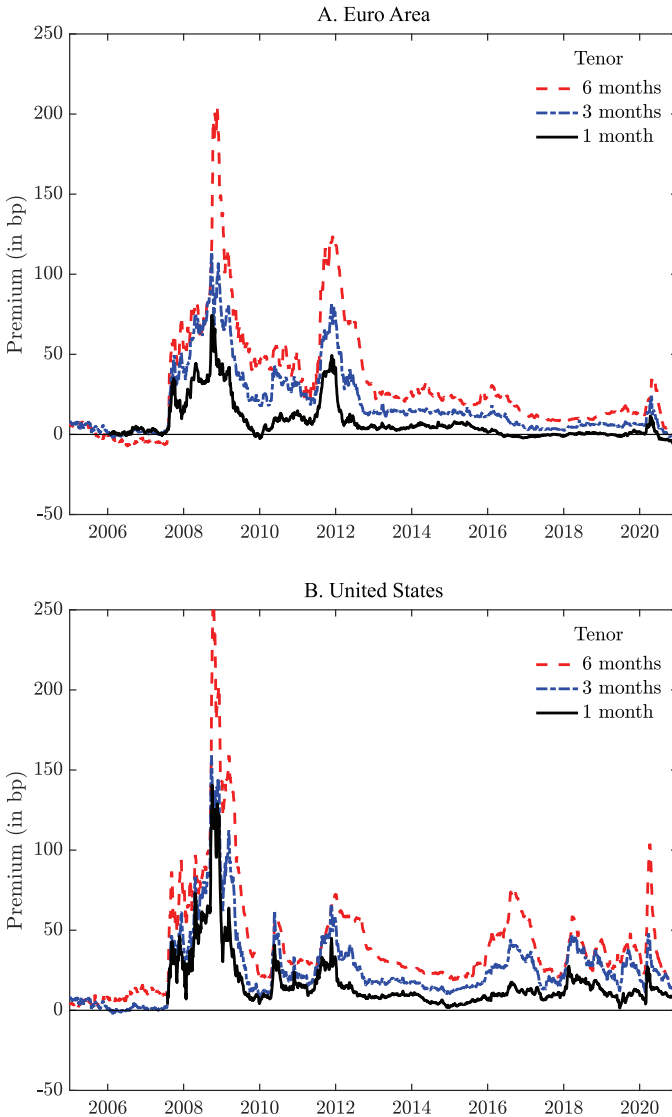 A. Euro Area
250
200
150
100
50
0
-50
Premium (in bp)
Tenor
6 months
3 months
1 month
2006 2008 2010 2012 2014 2016 2018 2020
B. United States
250
200
150
100
50
0
-50
Premium (in bp)
Tenor
6 months
3 months
1 month
2006 2008 2010 2012 2014 2016 2018 2020